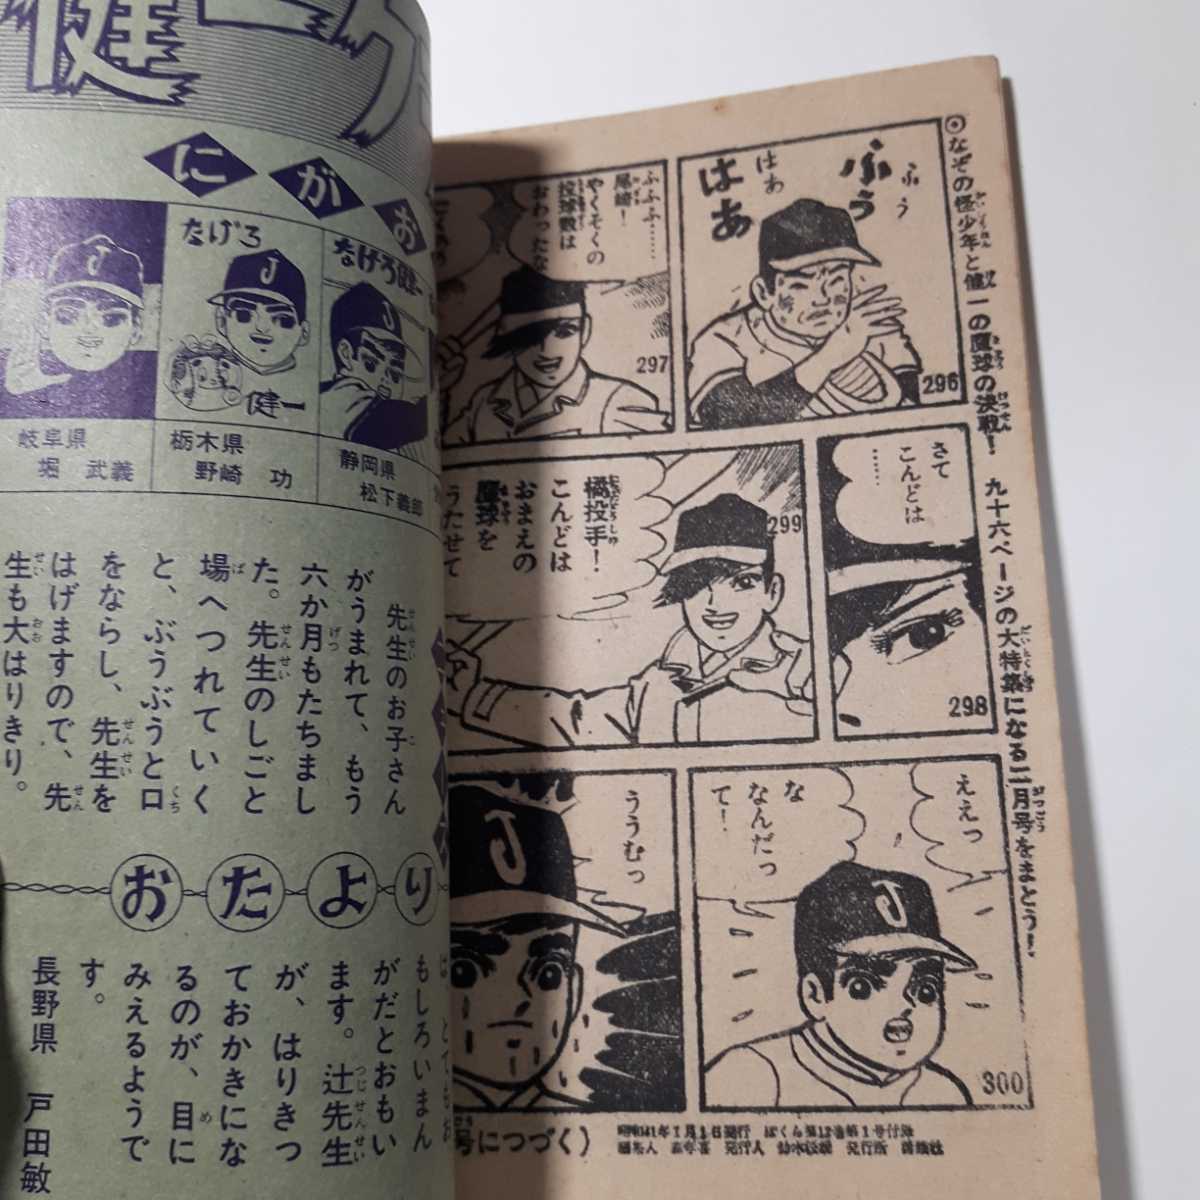 ◎なぞの怪少年と健一の魔球の決戦! 九十六ページの大特集になる二月号をまとう!
ふぅ
ふぅ
はぁ
はあ
296
ふふふ……
尾崎!
やくそくの
投球数は
おわったな
297
さて
こんどは
……
298
橘投手!
こんどは
おまえの
魔球を
うたせて
299
ええっ
な
なんだっ
て!
300
ううむっ
号につづく)
健一
にがお
なげろ
健一
なげろ健一
静岡県
松下義郎
栃木県
野崎 功
岐阜県
堀 武義
先生のお子さん
がうまれて、もう
六か月もたちまし
た。先生のしごと
場へつれていく
と、ぶうぶうと口
をならし、先生を
はげますので、先
生も大はりきり。
おたより
とてもお
もしろいまん
がだとおもい
ます。辻先生
が、はりきっ
ておかきにな
るのが、目に
みえるようで
す。
長野県 戸田敏